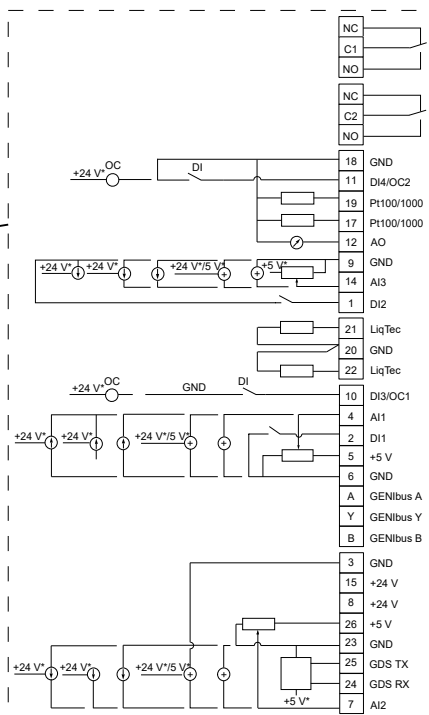 NC
C1
NO
NC
C2
NO
18 GND
+24 V* OC DI 11 DI4/OC2
19 Pt100/1000
17 Pt100/1000
12 AO
9 GND
+24 V* +24 V* +24 V*/5 V* +5 V*
14 AI3
1 DI2
21 LiqTec
20 GND
22 LiqTec
+24 V* OC GND DI 10 DI3/OC1
4 AI1
+24 V* +24 V* +24 V*/5 V* 2 DI1
5 +5 V
6 GND
A GENIbus A
Y GENIbus Y
B GENIbus B
3 GND
15 +24 V
8 +24 V
26 +5 V
23 GND
25 GDS TX
+24 V* +24 V* +24 V*/5 V* 24 GDS RX
+5 V* 7 AI2